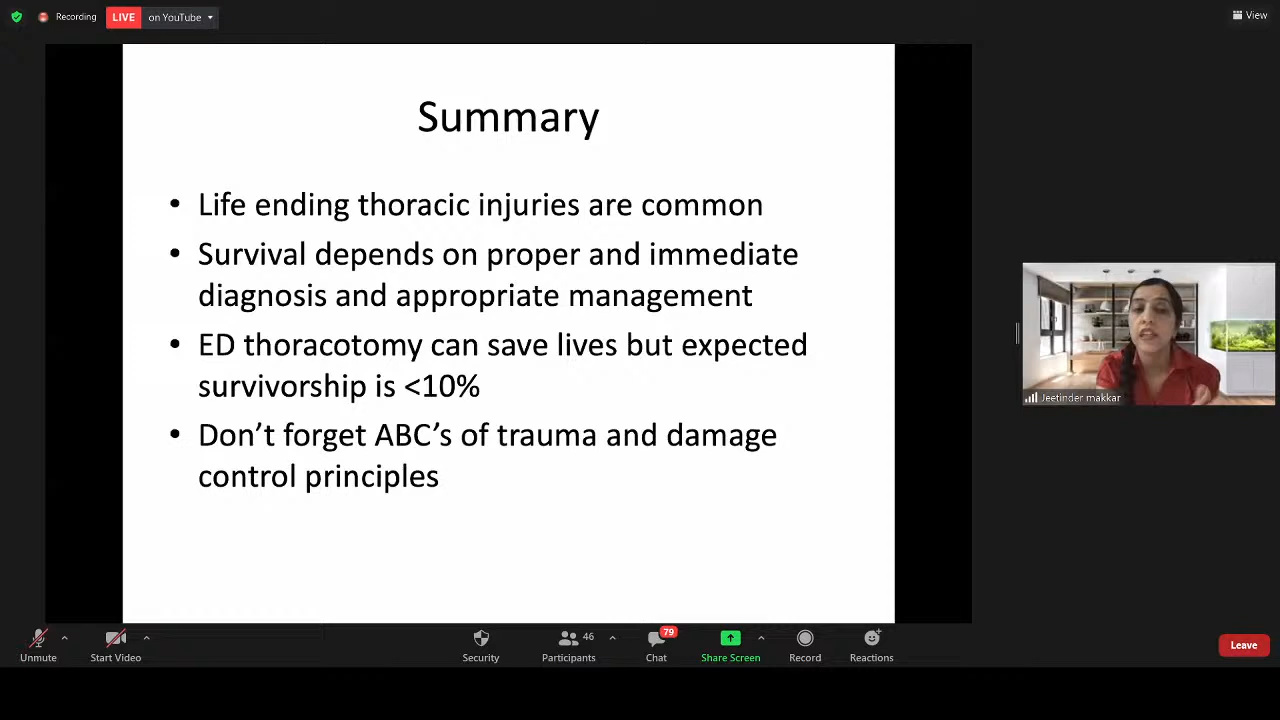 Recording
LIVE on YouTube
View
Summary
• Life ending thoracic injuries are common
• Survival depends on proper and immediate
diagnosis and appropriate management
• ED thoracotomy can save lives but expected
survivorship is <10%
• Don’t forget ABC’s of trauma and damage
control principles
Jeetinder makkar
46
79
Unmute
Start Video
Security
Participants
Chat
Share Screen
Record
Reactions
Leave